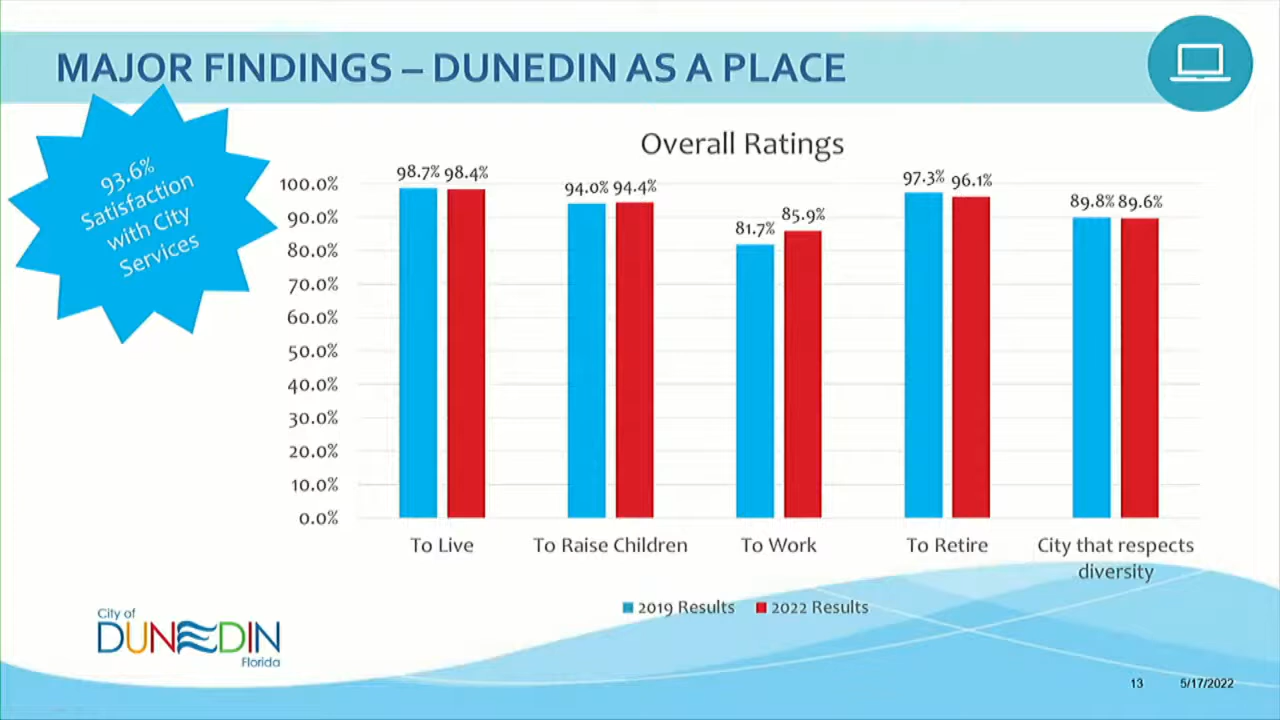 MAJOR FINDINGS – DUNEDIN AS A PLACE
93.6%
Satisfaction
with City
Services
Overall Ratings
100.0%
90.0%
80.0%
70.0%
60.0%
50.0%
40.0%
30.0%
20.0%
10.0%
0.0%
98.7% 98.4%
94.0% 94.4%
81.7% 85.9%
97.3% 96.1%
89.8% 89.6%
To Live
To Raise Children
To Work
To Retire
City that respects
diversity
2019 Results 2022 Results
City of
DUNEDIN
Florida
13 5/17/2022